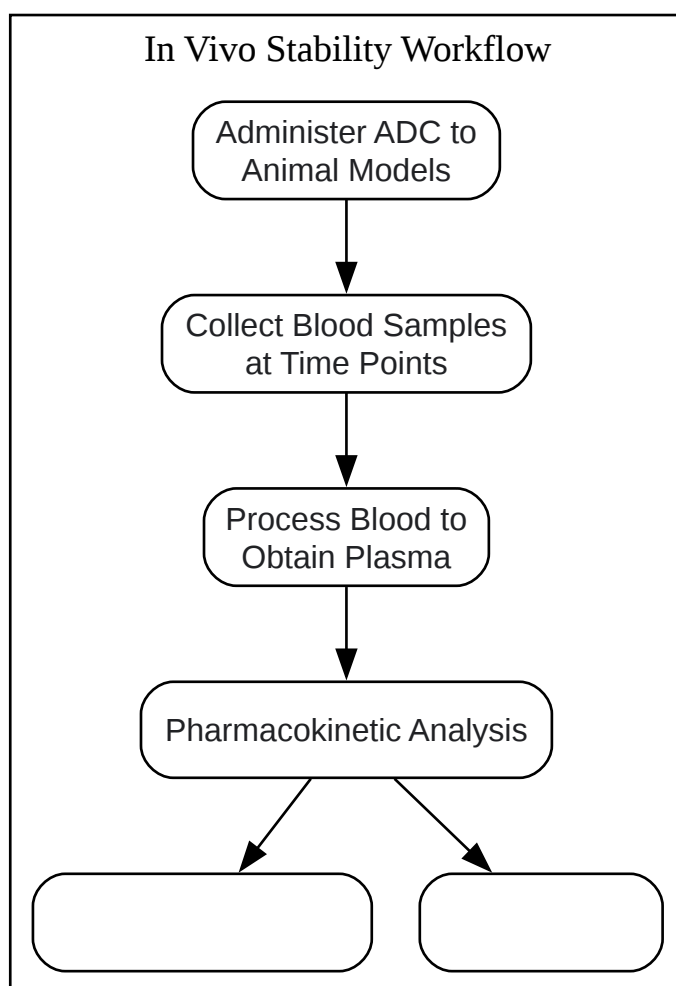 In Vivo Stability Workflow
Administer ADC to
Animal Models
Collect Blood Samples
at Time Points
Process Blood to
Obtain Plasma
Pharmacokinetic Analysis